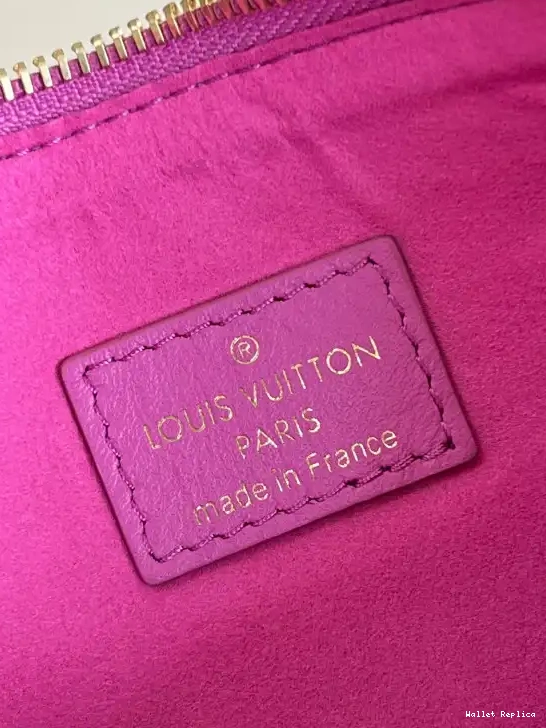 ®
LOUIS VUITTON
PARIS
made in France
Wallet Replica